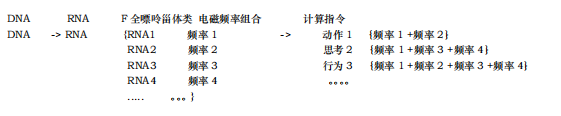 DNA RNA F 全嘌呤甾体类 电磁频率组合 计算指令
DNA -> RNA {RNA1 频率 1 -> 动作 1 {频率 1 +频率 2}
RNA2 频率 2 思考 2 {频率 1 +频率 3 +频率 4}
RNA3 频率 3 行为 3 {频率 1 +频率 2 +频率 3 +频率 4}
RNA4 频率 4 。。。。
..... 。。。}